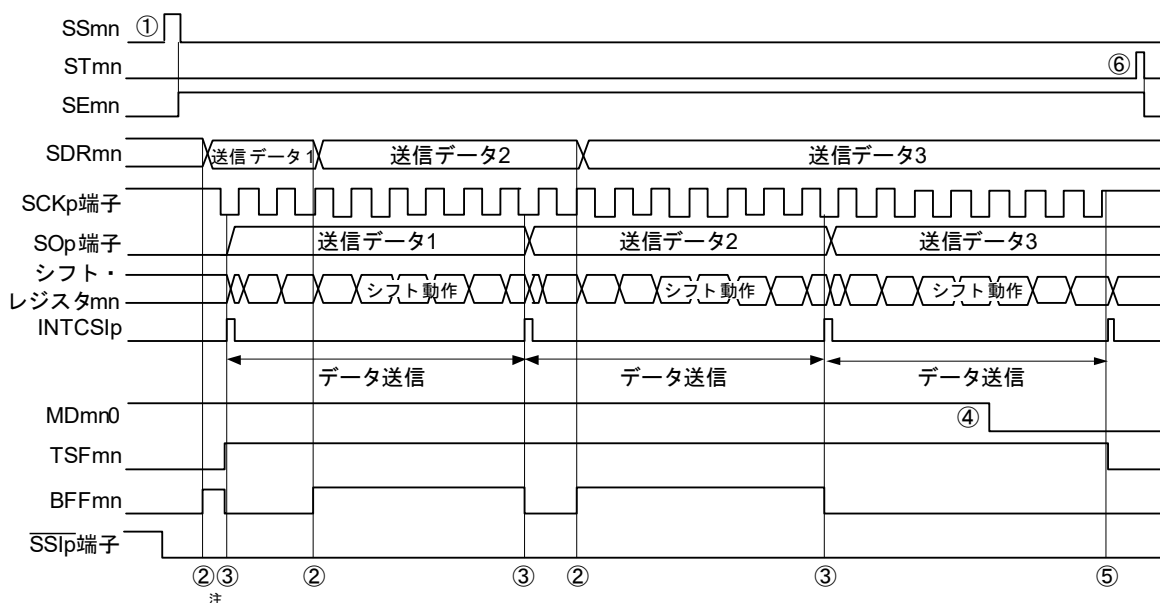 SSmn ①
STmn ⑥
SEmn
SDRmn 送信データ1 送信データ2 送信データ3
SCKp端子
SOp端子 送信データ1 送信データ2 送信データ3
シフト・
レジスタmn シフト動作 シフト動作 シフト動作
INTCSIp
データ送信 データ送信 データ送信
MDmn0 ④
TSFmn
BFFmn
SSIp端子
②③ ② ③ ② ③ ⑤
注